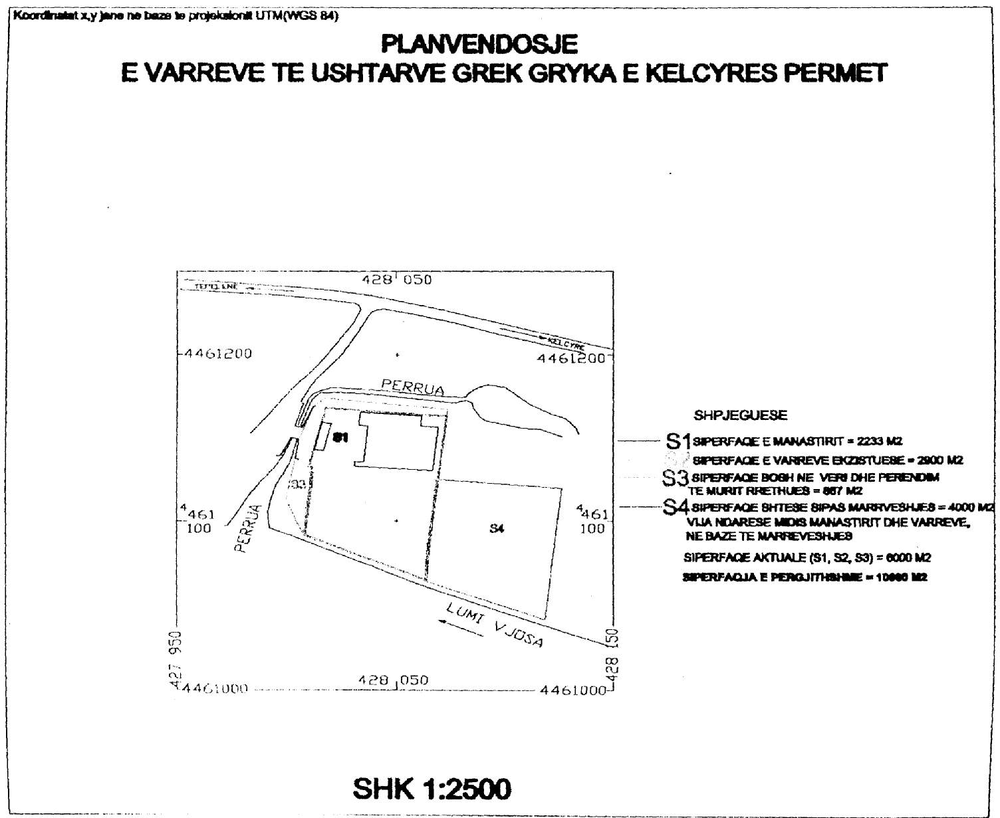 Koordinatat x,y jane ne baze te projeksionit UTM(WGS 84)
PLANVENDOSJE
E VARREVE TE USHTARVE GREK GRYKA E KELCYRES PERMET
428 050
TEPELENE
KELCYRE
4461200
4461200
PERRUA
S1
S3
4461
100
4461
100
PERRUA
S4
LUMI VJOSA
427 950
428 150
4461000
428 050
4461000
SHPJEGUESE
S1 SIPERFAQE E MANASTIRIT = 2233 M2
S2 SIPERFAQE E VARREVE EKZISTUESE = 2900 M2
S3 SIPERFAQE BOSH NE VERI DHE PERENDIM
TE MURIT RRETHUES = 867 M2
S4 SIPERFAQE SHTESE SIPAS MARRVESHJES = 4000 M2
VIJA NDARESE MIDIS MANASTIRIT DHE VARREVE,
NE BAZE TE MARREVESHJES
SIPERFAQE AKTUALE (S1, S2, S3) = 6000 M2
SIPERFAQJA E PERGJITHSHME = M2
SHK 1:2500